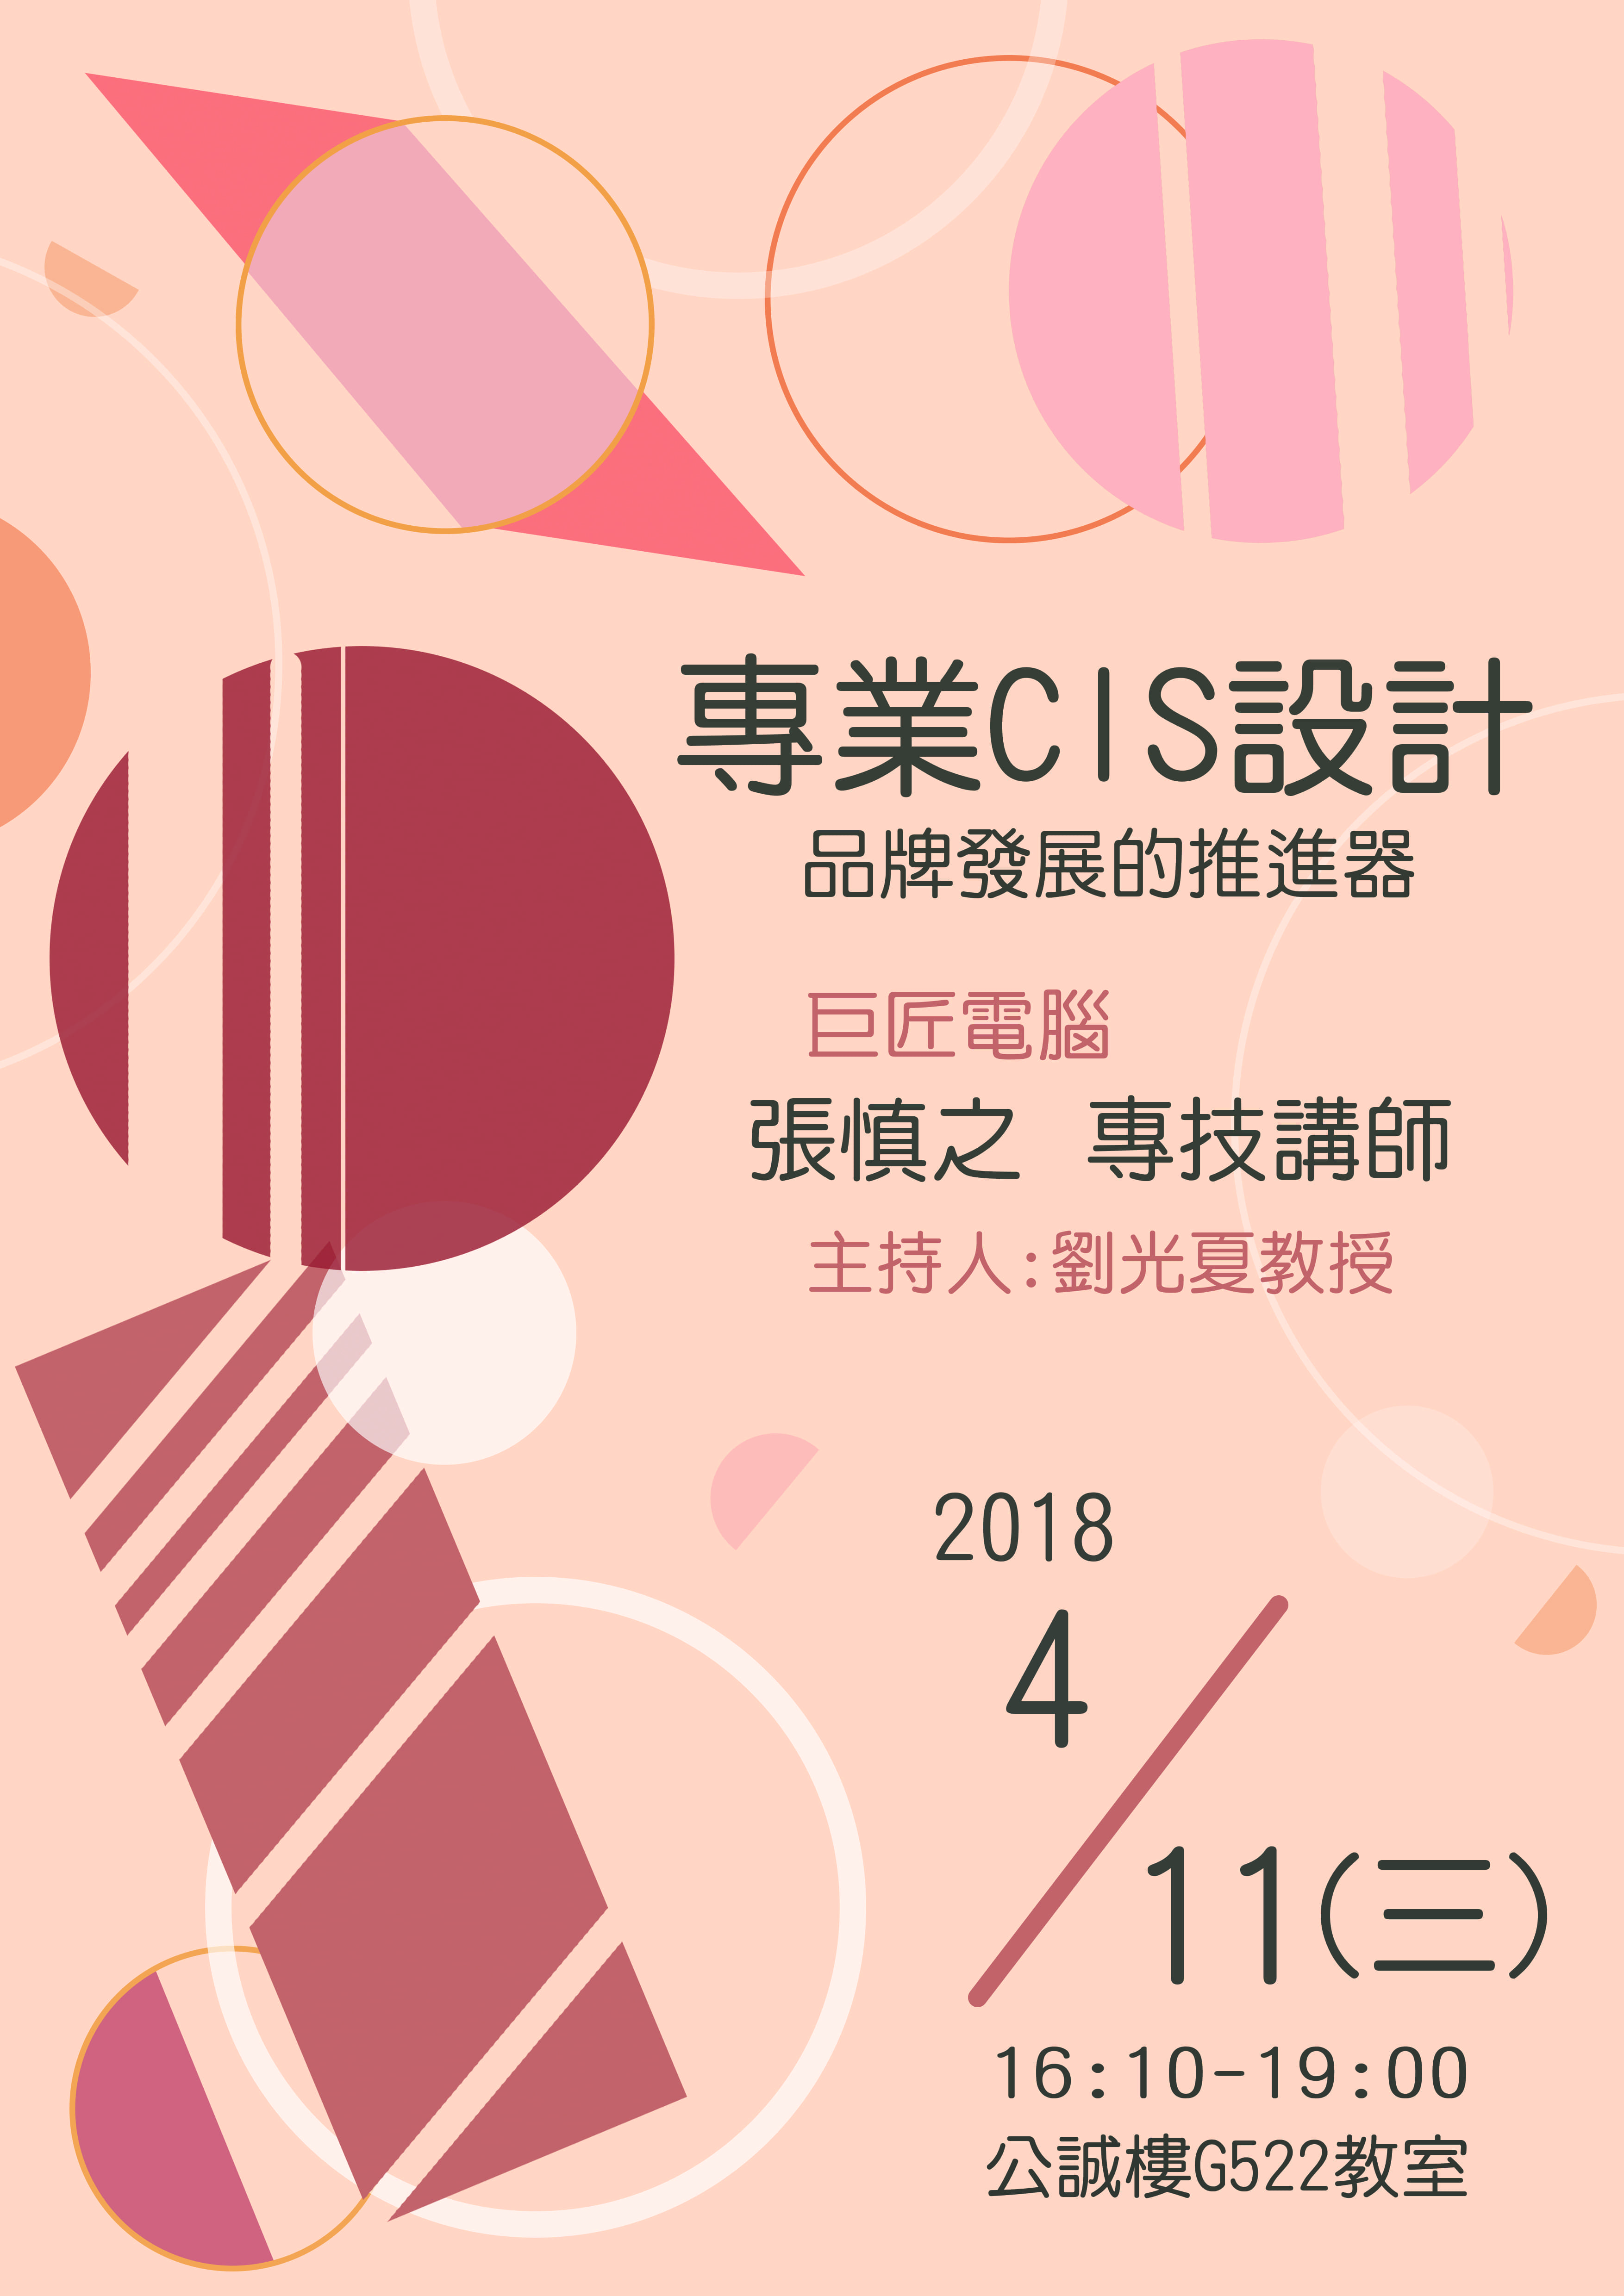 專業CIS設計
品牌發展的推進器
巨匠電腦
張慎之 專技講師
主持人:劉光夏教授
2018
4/11(三)
16:10-19:00
公誠樓G522教室